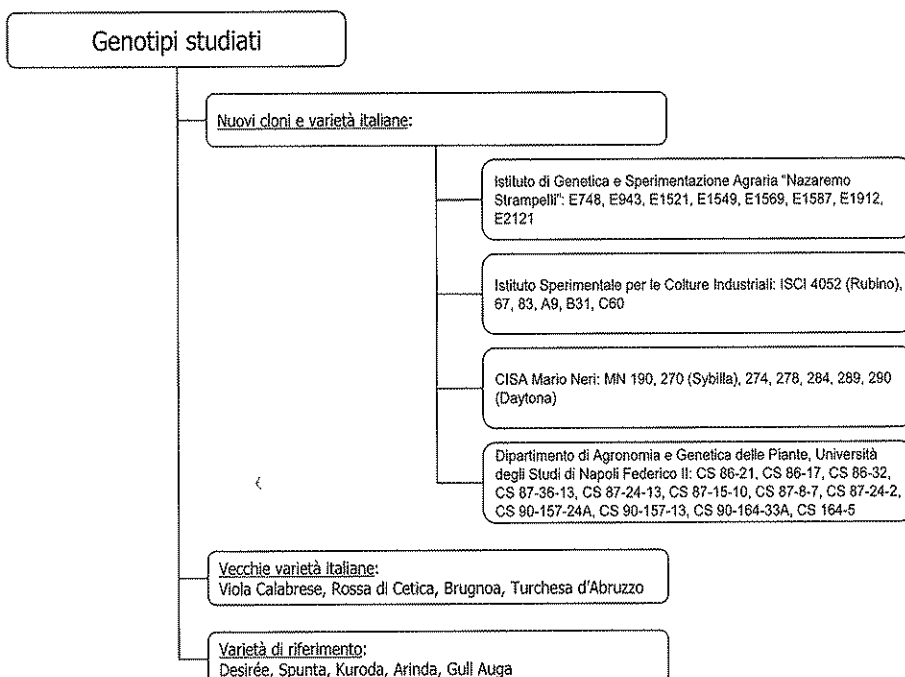 Genotipi studiati
Nuovi cloni e varietà italiane:
Istituto di Genetica e Sperimentazione Agraria "Nazaremo
Strampelli": E748, E943, E1521, E1549, E1569, E1587, E1912,
E2121
Istituto Sperimentale per le Colture Industriali: ISCI 4052 (Rubino),
67, 83, A9, B31, C60
CISA Mario Neri: MN 190, 270 (Sybilla), 274, 278, 284, 289, 290
(Daytona)
Dipartimento di Agronomia e Genetica delle Piante, Università
degli Studi di Napoli Federico II: CS 86-21, CS 86-17, CS 86-32,
CS 87-36-13, CS 87-24-13, CS 87-15-10, CS 87-8-7, CS 87-24-2,
CS 90-157-24A, CS 90-157-13, CS 90-164-33A, CS 164-5
Vecchie varietà italiane:
Viola Calabrese, Rossa di Cetica, Brugnoa, Turchesa d'Abruzzo
Varietà di riferimento:
Desirée, Spunta, Kuroda, Arinda, Gull Auga